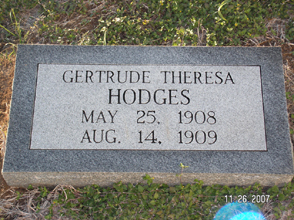 GERTRUDE THERESA
HODGES
MAY 25, 1908
AUG. 14, 1909
11 26 2007